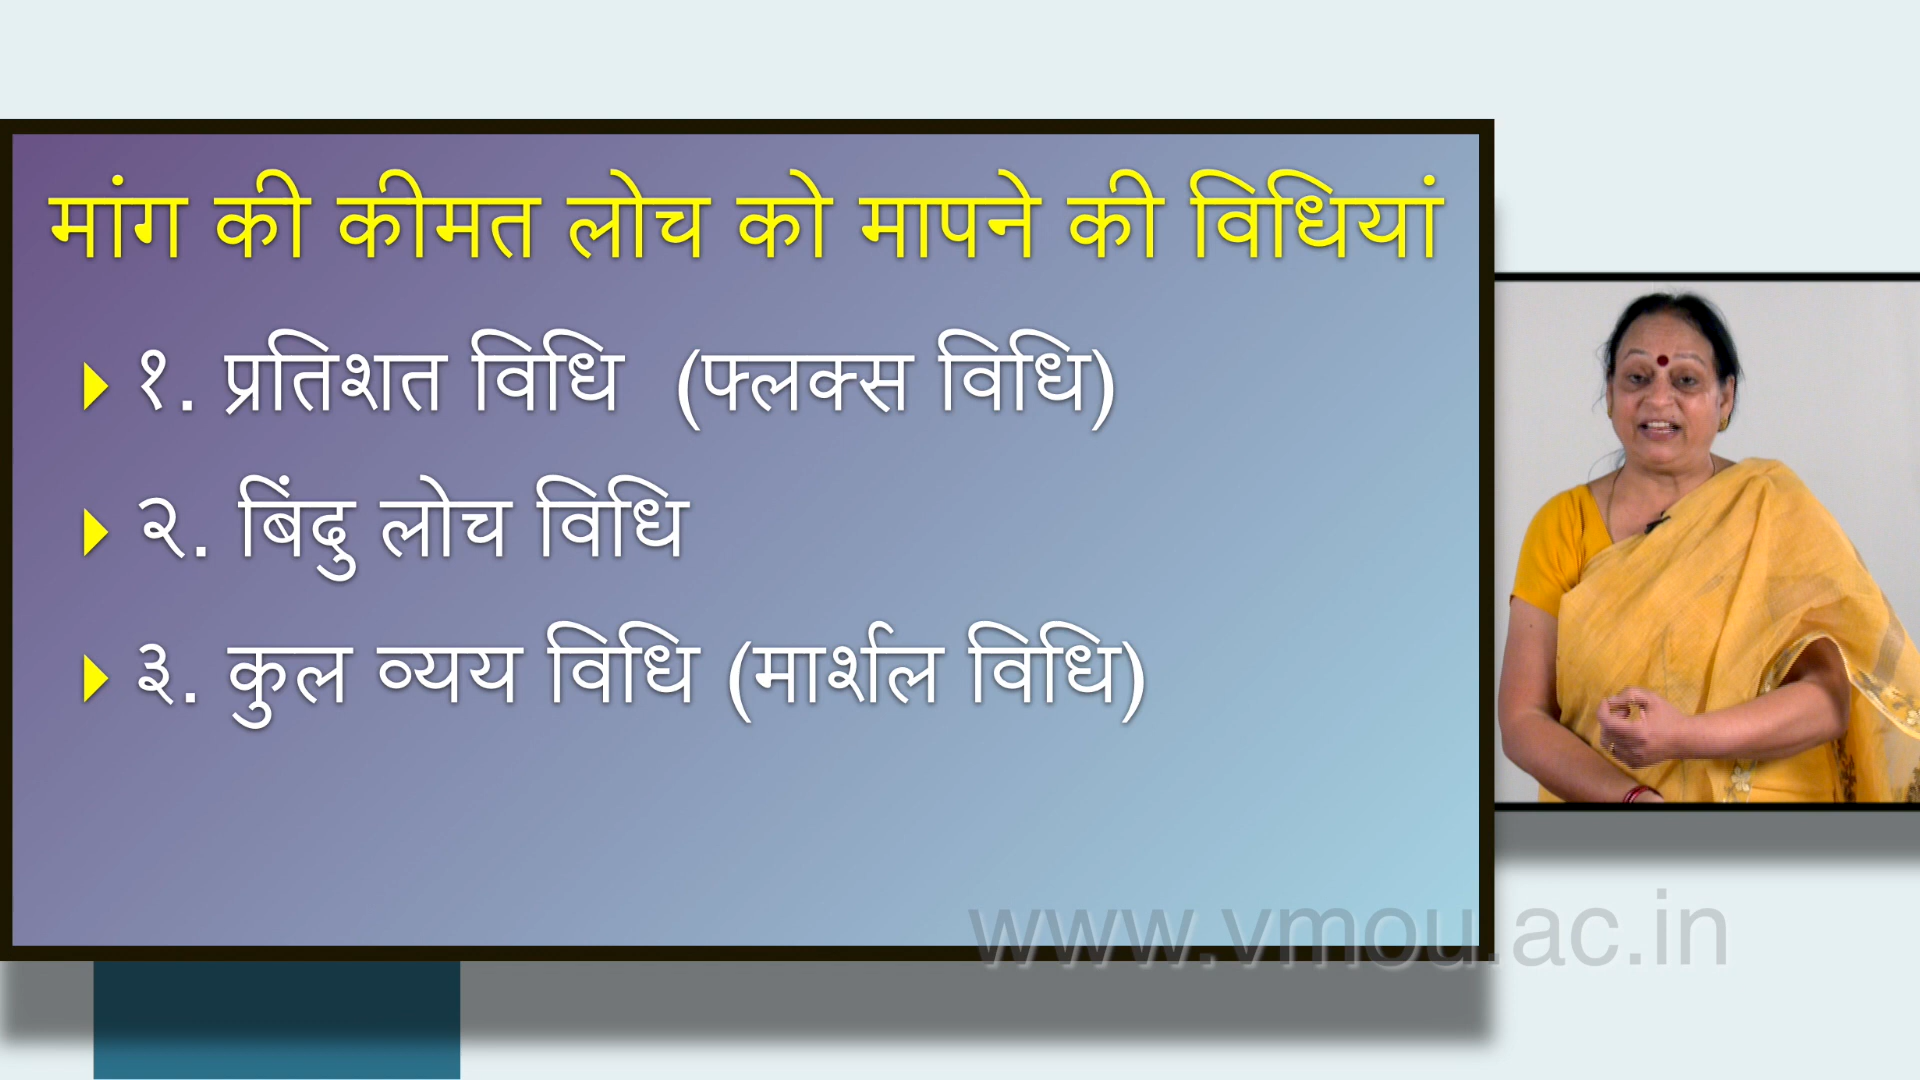 मांग की कीमत लोच को मापने की विधियां
१. प्रतिशत विधि (फ्लक्स विधि)
२. बिंदु लोच विधि
३. कुल व्यय विधि (मार्शल विधि)
www.vmou.ac.in